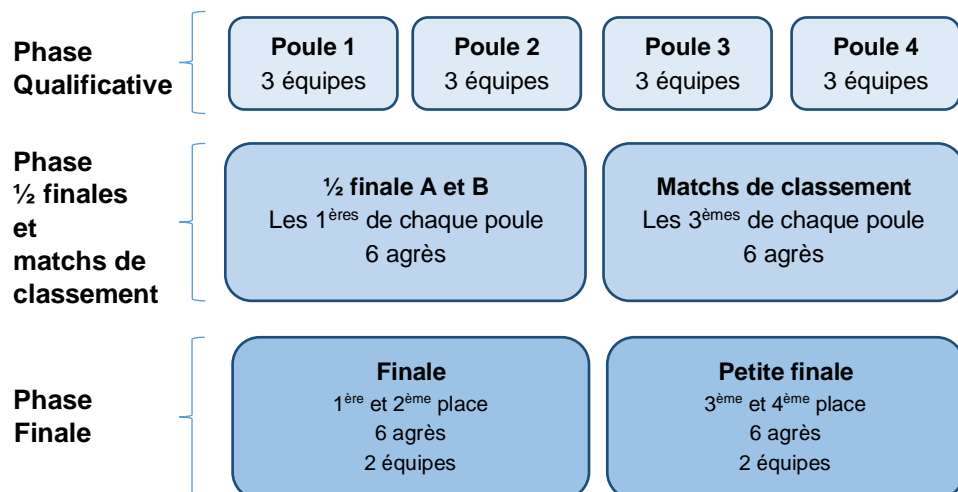 Phase
Qualificative
Poule 1
3 équipes
Poule 2
3 équipes
Poule 3
3 équipes
Poule 4
3 équipes
Phase
½ finales
et
matchs de
classement
½ finale A et B
Les 1ères de chaque poule
6 agrès
Matchs de classement
Les 3èmes de chaque poule
6 agrès
Phase
Finale
Finale
1ère et 2ème place
6 agrès
2 équipes
Petite finale
3ème et 4ème place
6 agrès
2 équipes